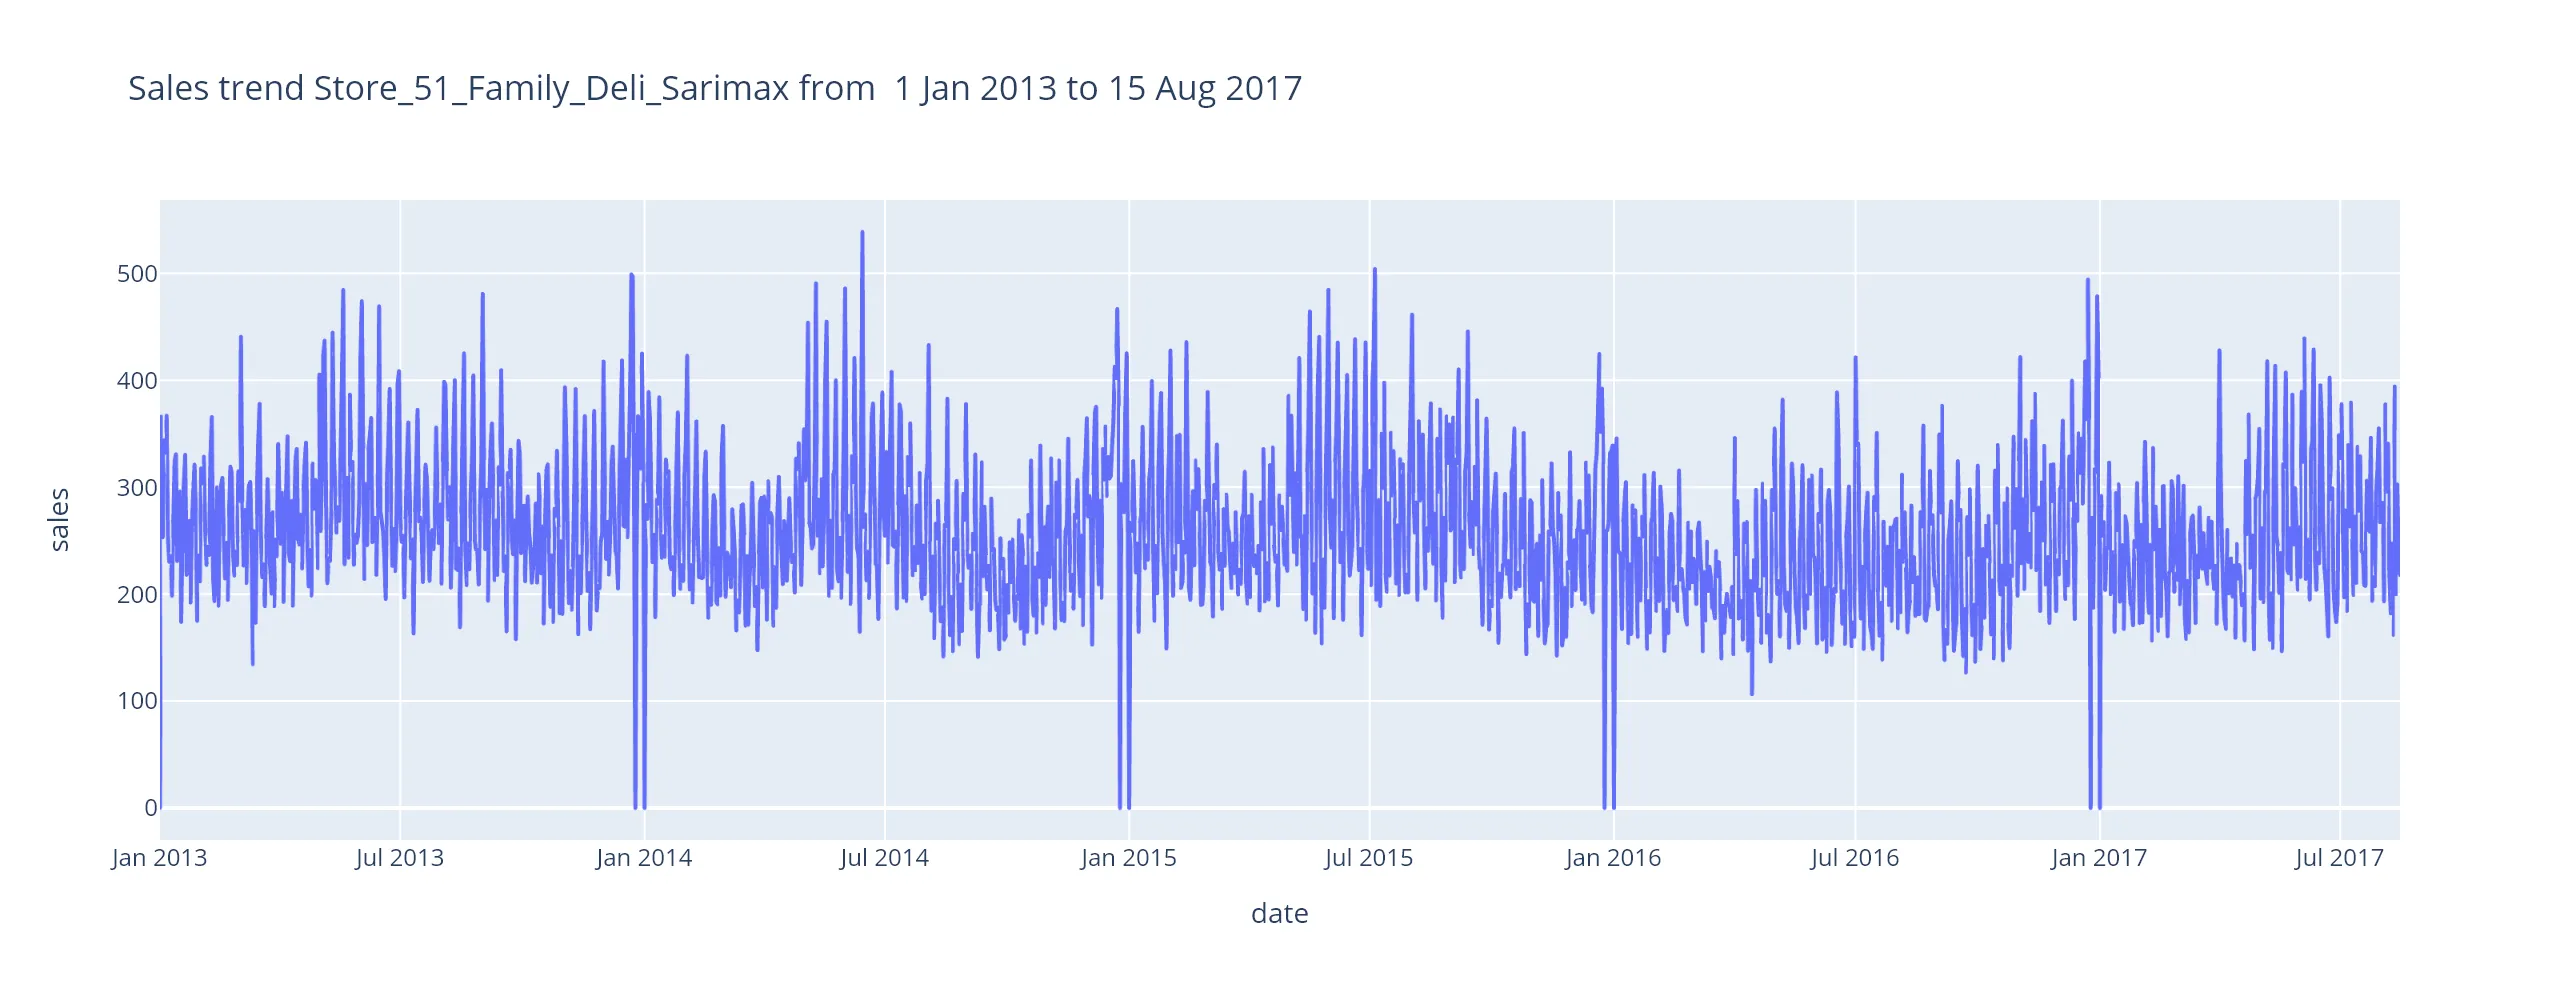 Sales trend Store_51_Family_Deli_Sarimax from  1 Jan 2013 to 15 Aug 2017
500
400
300
200
100
0
sales
Jan 2013 Jul 2013 Jan 2014 Jul 2014 Jan 2015 Jul 2015 Jan 2016 Jul 2016 Jan 2017 Jul 2017
date